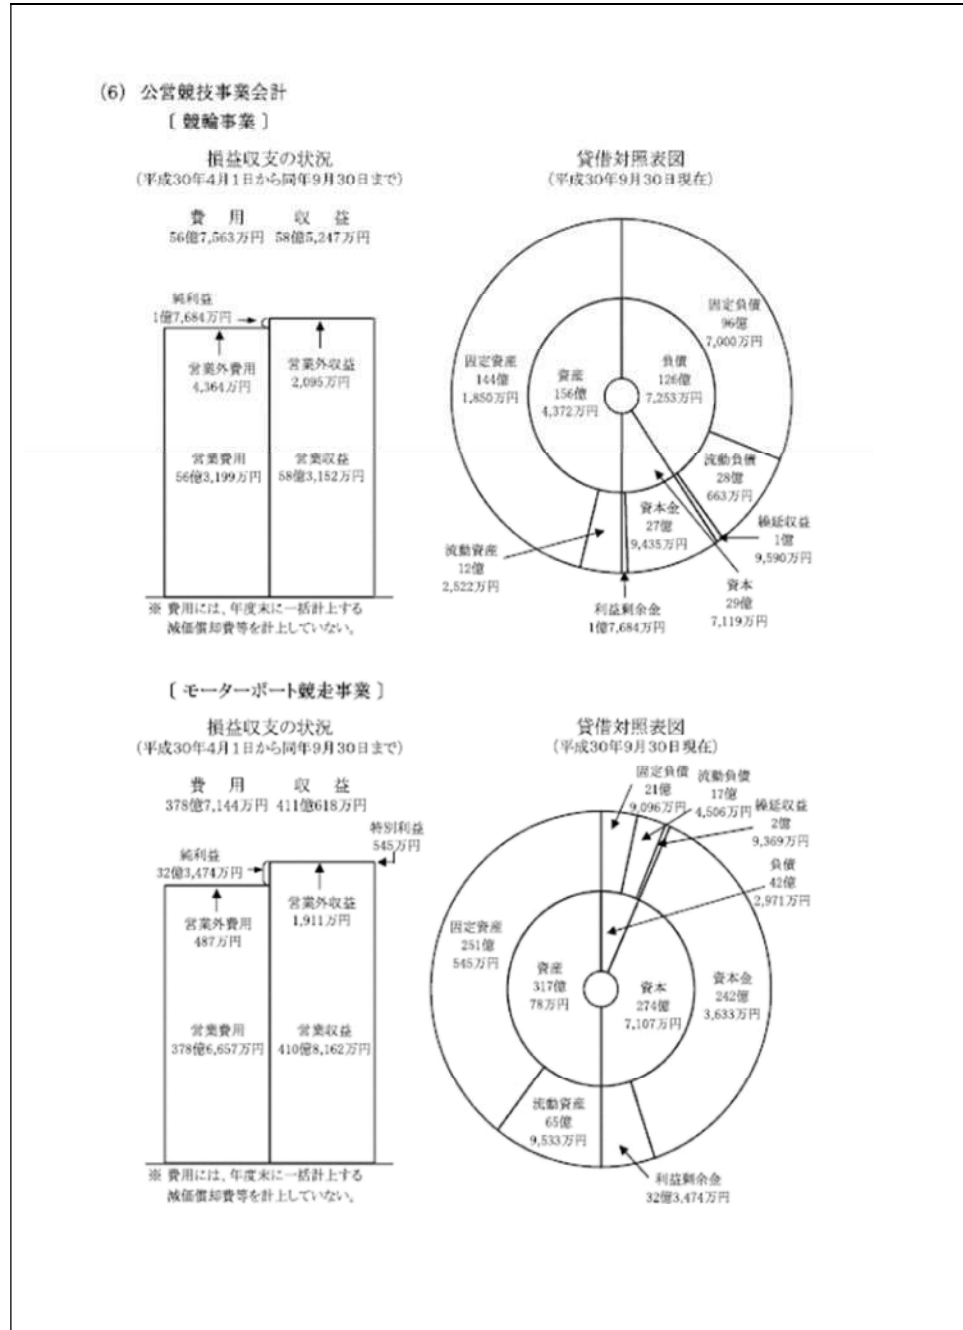 (6) 公営競技事業会計
〔 競輪事業 〕
損益収支の状況
(平成30年4月1日から同年9月30日まで)
費 用 収 益
56億7,563万円 58億5,247万円
純利益
1億7,684万円
営業外費用
4,364万円
営業外収益
2,095万円
営業費用
56億3,199万円
営業収益
58億3,152万円
※ 費用には、年度末に一括計上する
減価償却費等を計上していない。
貸借対照表図
(平成30年9月30日現在)
固定負債
96億
7,000万円
固定資産
144億
1,850万円
資産
156億
4,372万円
負債
126億
7,253万円
流動負債
28億
663万円
資本金
27億
9,435万円
繰延収益
1億
9,590万円
流動資産
12億
2,522万円
資本
29億
7,119万円
利益剰余金
1億7,684万円
〔 モーターボート競走事業 〕
損益収支の状況
(平成30年4月1日から同年9月30日まで)
費 用 収 益
378億7,144万円 411億618万円
特別利益
545万円
純利益
32億3,474万円
営業外費用
487万円
営業外収益
1,911万円
営業費用
378億6,657万円
営業収益
410億8,162万円
※ 費用には、年度末に一括計上する
減価償却費等を計上していない。
貸借対照表図
(平成30年9月30日現在)
固定負債
21億
9,096万円
流動負債
17億
4,506万円
繰延収益
2億
9,369万円
負債
42億
2,971万円
固定資産
251億
545万円
資産
317億
78万円
資本
274億
7,107万円
資本金
242億
3,633万円
流動資産
65億
9,533万円
利益剰余金
32億3,474万円